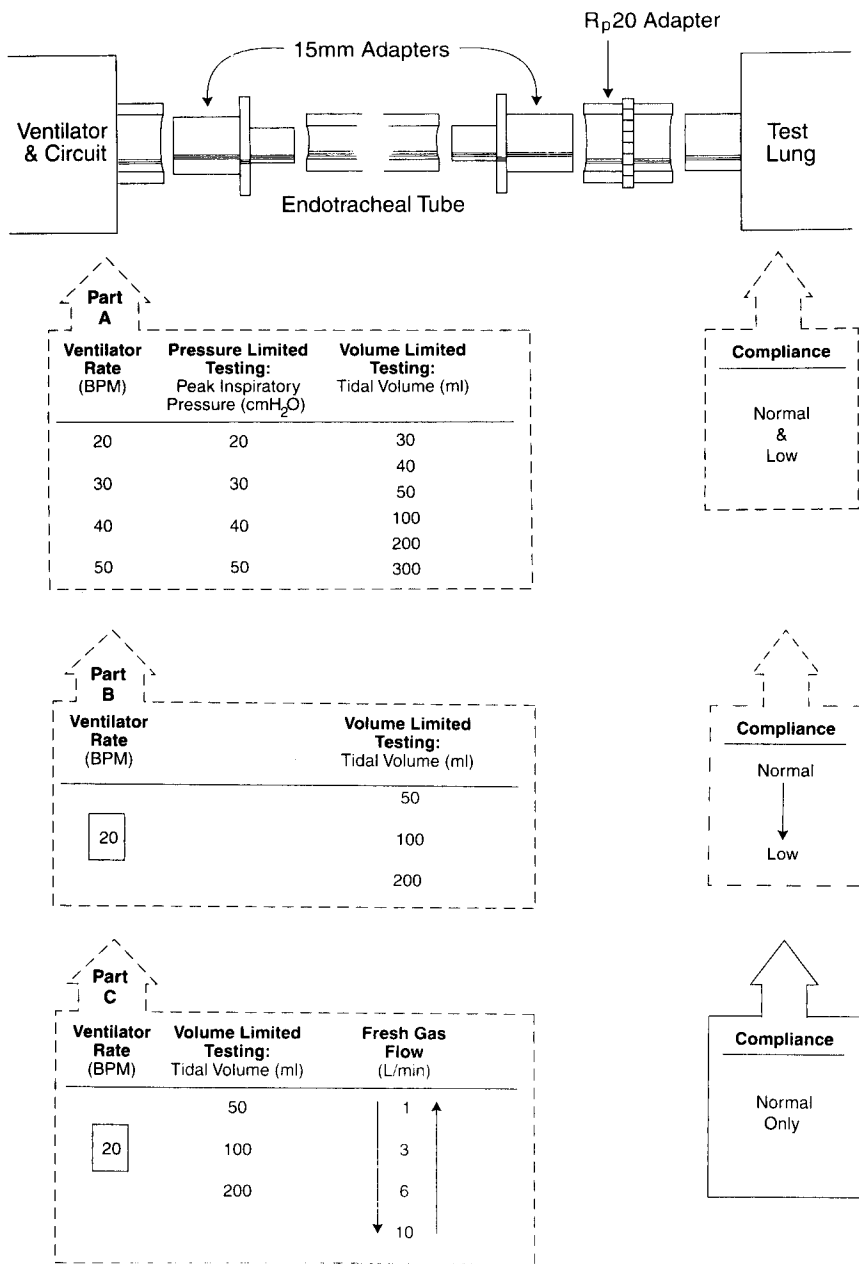 R_p20 Adapter
15mm Adapters
Ventilator
& Circuit
Test
Lung
Endotracheal Tube
Part
A
Ventilator
Rate
(BPM)
Pressure Limited
Testing:
Peak Inspiratory
Pressure (cmH₂O)
Volume Limited
Testing:
Tidal Volume (ml)
20 20 30
40
30 30 50
40 40 100
200
50 50 300
Compliance
Normal
&
Low
Part
B
Ventilator
Rate
(BPM)
Volume Limited
Testing:
Tidal Volume (ml)
50
20 100
200
Compliance
Normal
Low
Part
C
Ventilator
Rate
(BPM)
Volume Limited
Testing:
Tidal Volume (ml)
Fresh Gas
Flow
(L/min)
50 1
20 100 3
200 6
10
Compliance
Normal
Only